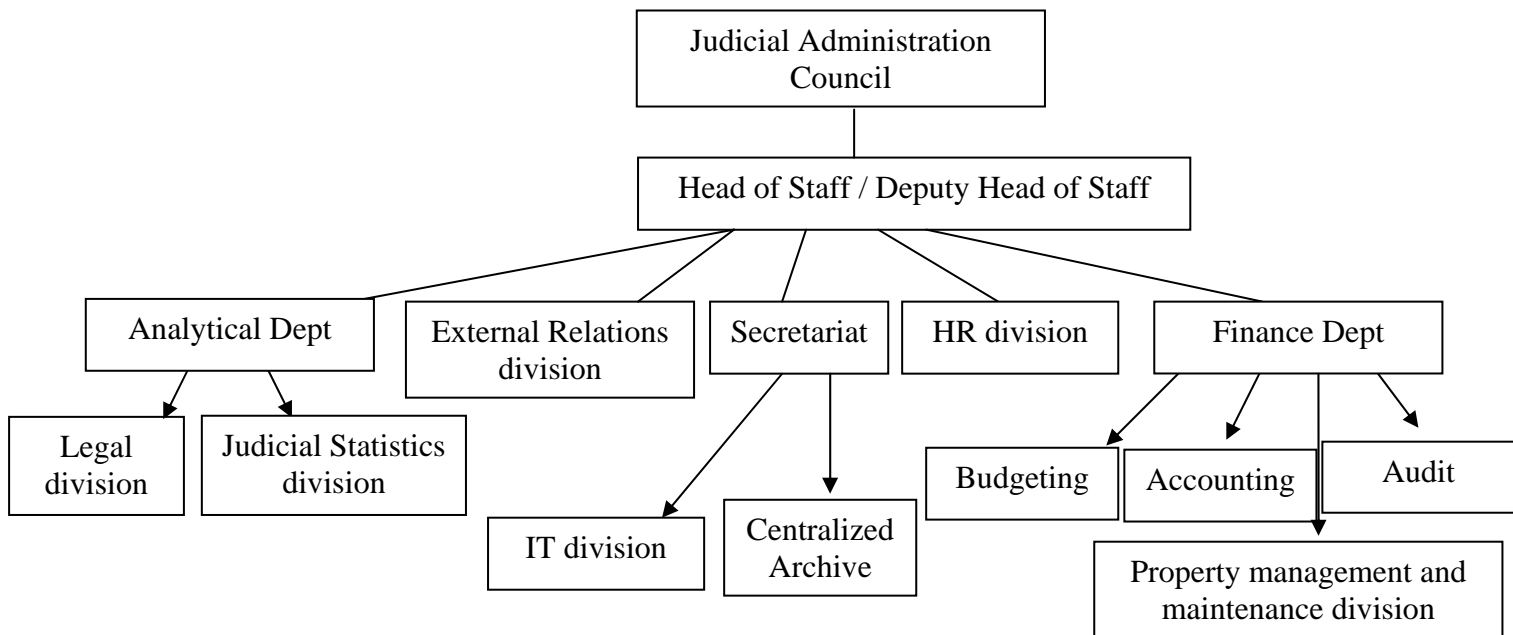 Judicial Administration
Council
Head of Staff / Deputy Head of Staff
Analytical Dept
External Relations
division
Secretariat
HR division
Finance Dept
Legal
division
Judicial Statistics
division
IT division
Centralized
Archive
Budgeting
Accounting
Audit
Property management and
maintenance division